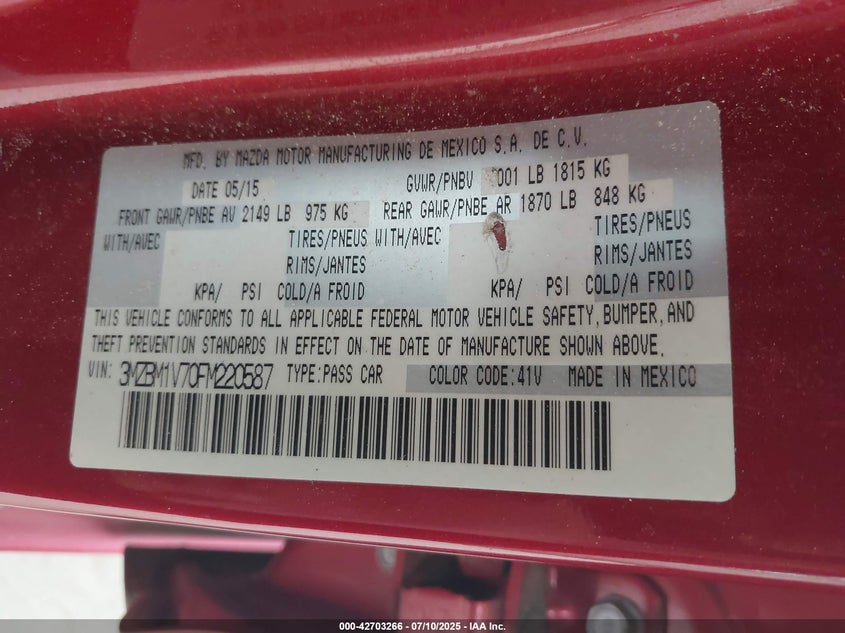 MFD. BY MAZDA MOTOR MANUFACTURING DE MEXICO S.A. DE C.V.
DATE 05/15 GVWR/PNBV 001 LB 1815 KG
FRONT GAWR/PNBE AV 2149 LB 975 KG REAR GAWR/PNBE AR 1870 LB 848 KG
WITH/AVEC TIRES/PNEUS WITH/AVEC TIRES/PNEUS
RIMS/JANTES RIMS/JANTES
KPA/ PSI COLD/A FROID KPA/ PSI COLD/A FROID
THIS VEHICLE CONFORMS TO ALL APPLICABLE FEDERAL MOTOR VEHICLE SAFETY, BUMPER, AND
THEFT PREVENTION STANDARDS IN EFFECT ON THE DATE OF MANUFACTURE SHOWN ABOVE.
VIN: 3MZBM1V70FM220587 TYPE:PASS CAR COLOR CODE:41V MADE IN MEXICO
000-42703266 - 07/10/2025 - IAA Inc.